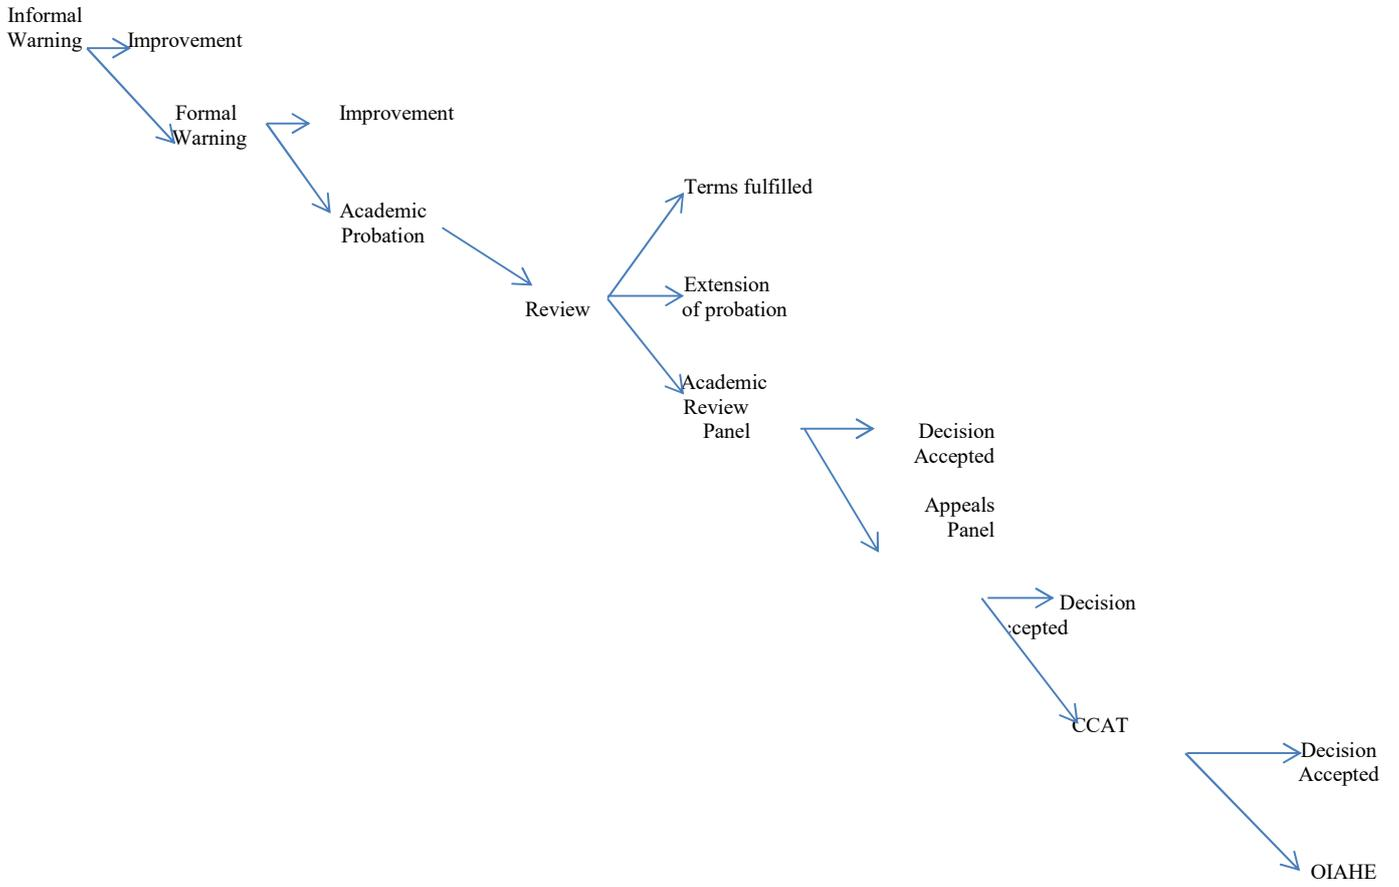 Informal
Warning
Improvement
Formal
Warning
Improvement
Academic
Probation
Review
Terms fulfilled
Extension
of probation
Academic
Review
Panel
Decision
Accepted
Appeals
Panel
Decision
cepted
CCAT
Decision
Accepted
OIAHE